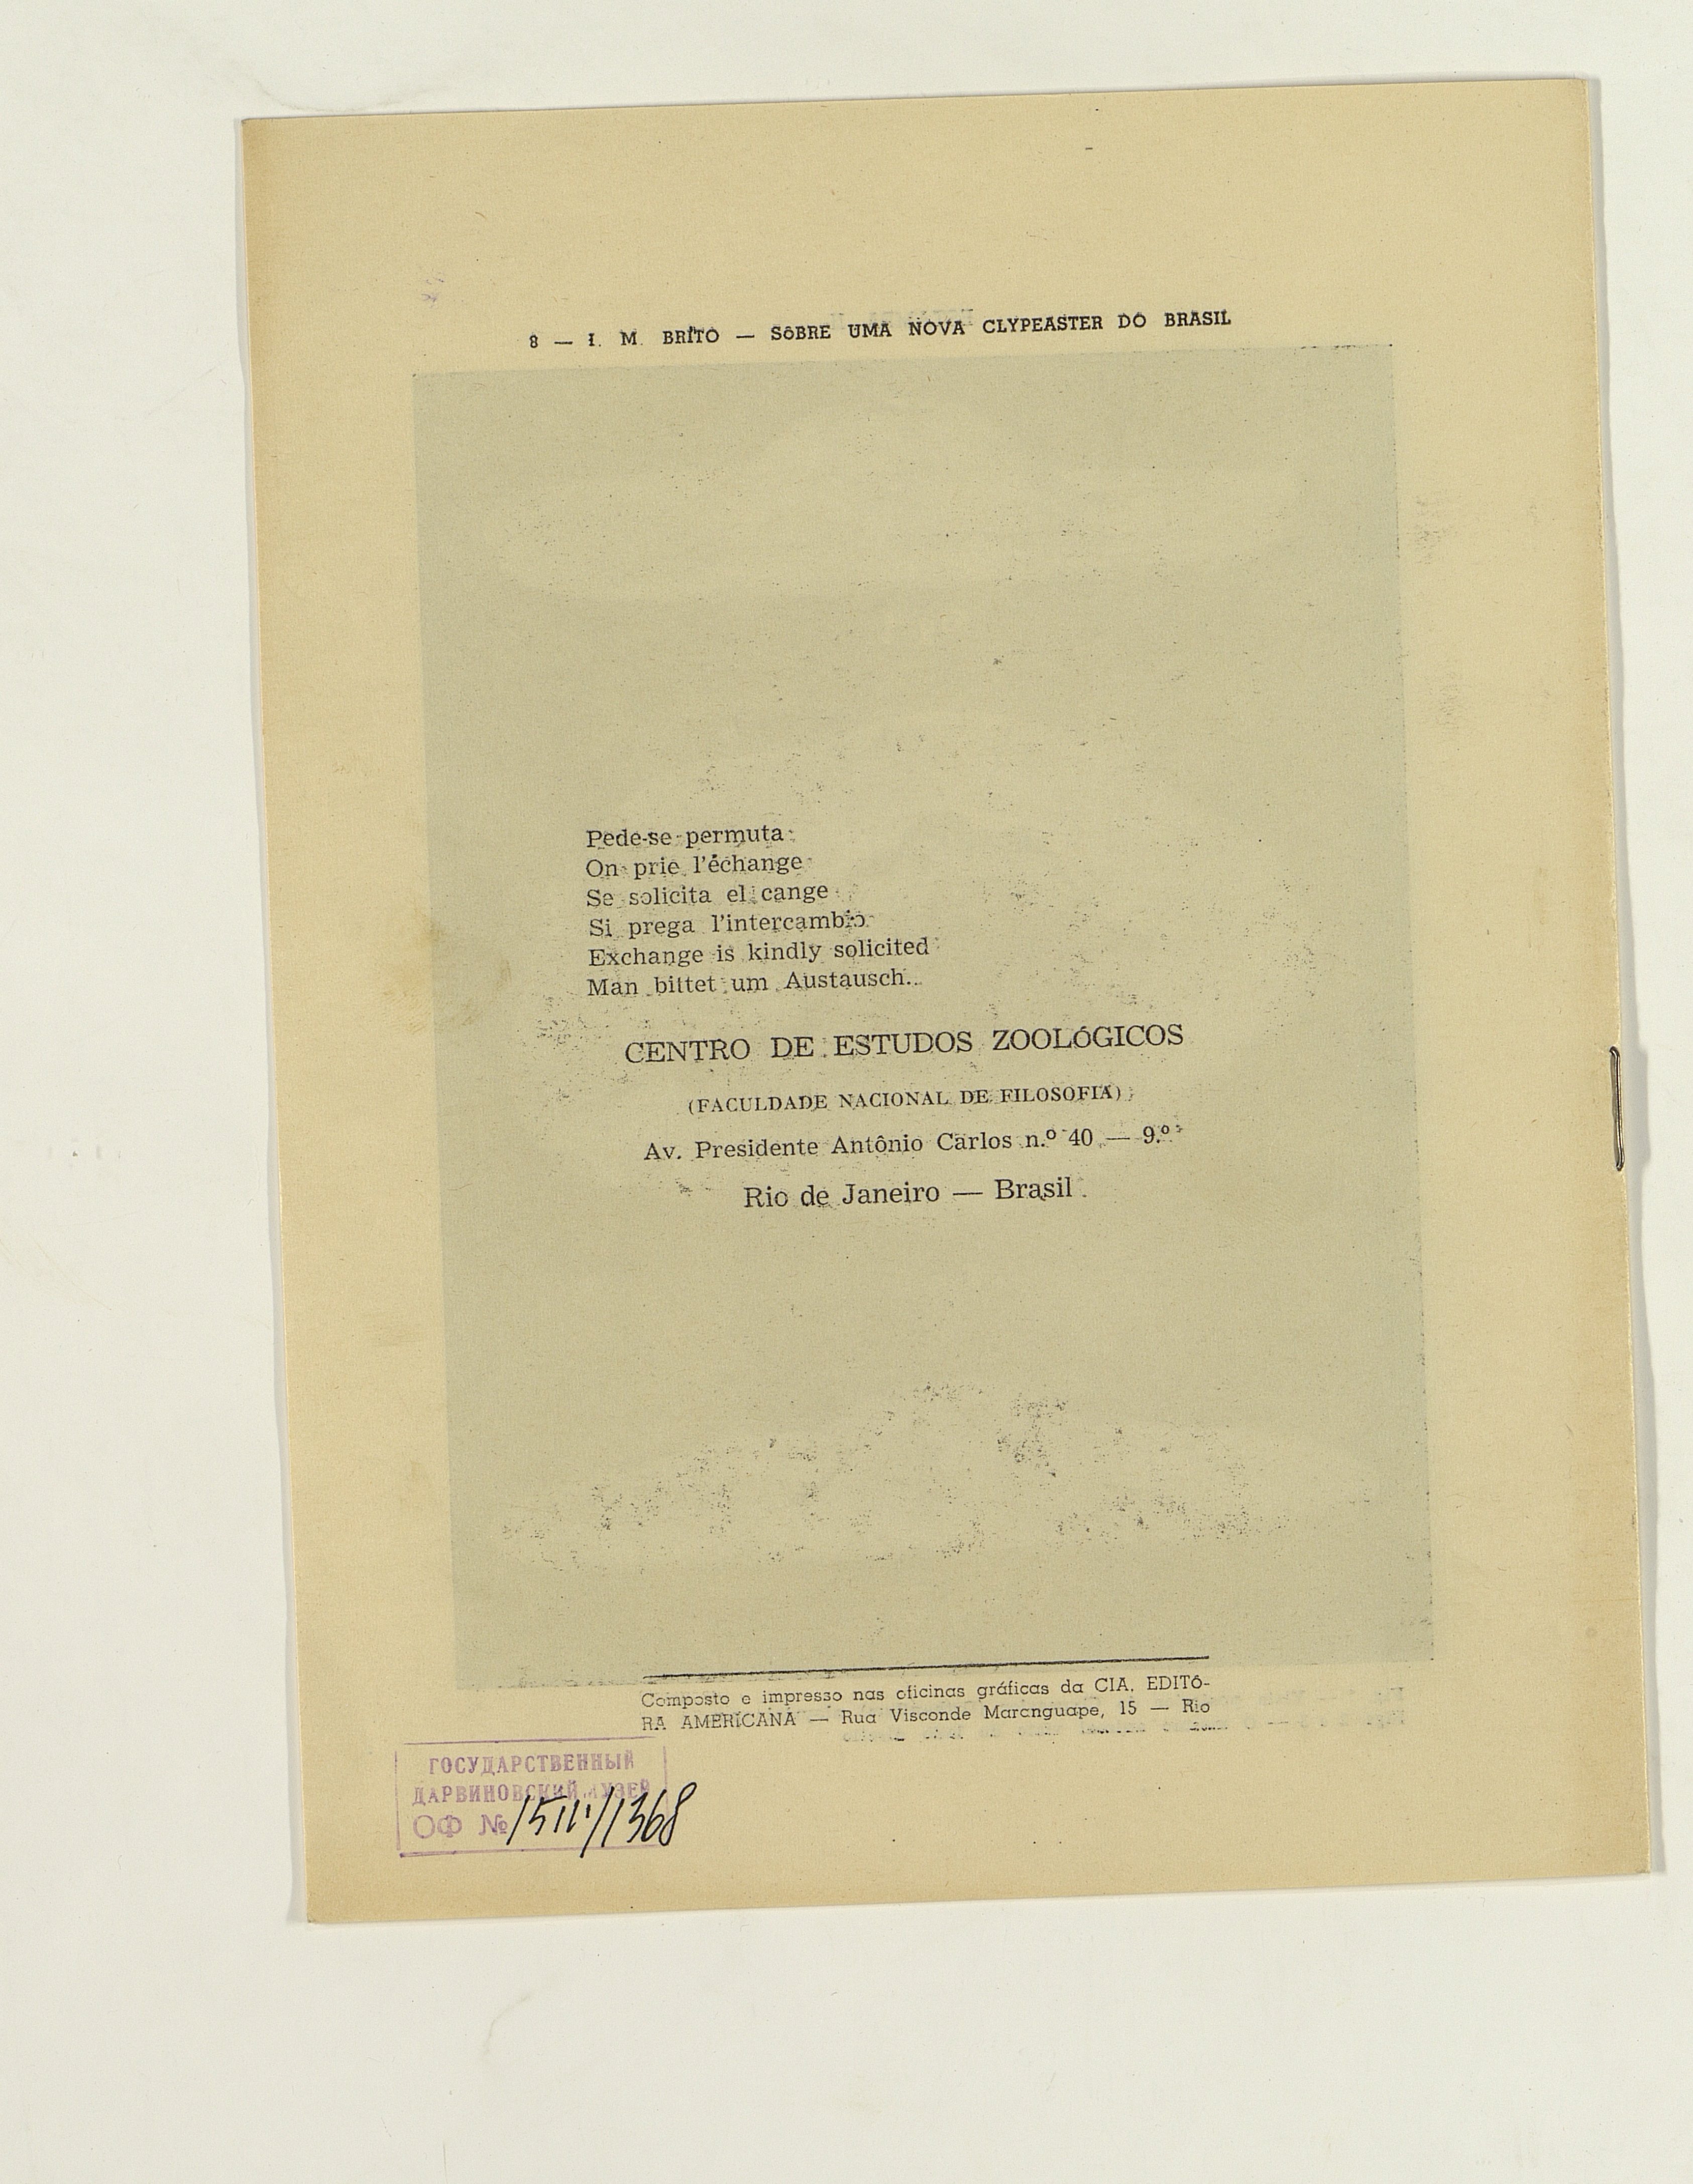 8 — I. M. BRITO — SôBRE UMA NOVA CLYPEASTER DO BRASIL
Pede-se permuta
On prie l'échange
Se solicita el cange
Si prega l'intercambio
Exchange is kindly solicited
Man bittet um Austausch.
CENTRO DE ESTUDOS ZOOLÓGICOS
(FACULDADE NACIONAL DE FILOSOFIA)
Av. Presidente Antônio Carlos n.º 40 — 9.º
Rio de Janeiro — Brasil
Composto e impresso nas oficinas gráficas da CIA. EDITÔ-
RA AMERICANA — Rua Visconde Maranguape, 15 — Rio
ГОСУДАРСТВЕННЫЙ
ДАРВИНОВСКИЙ МУЗЕЙ
ОФ № /1368